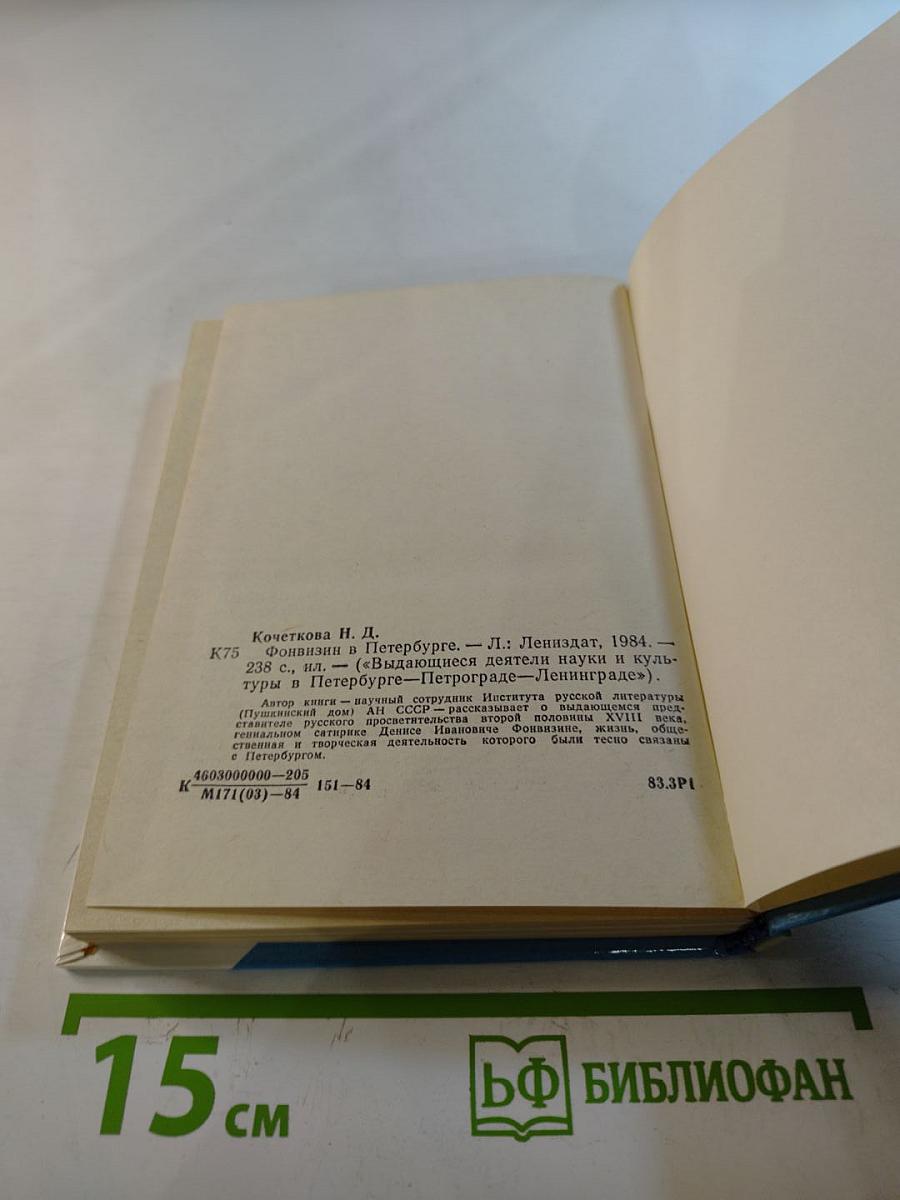 Кочеткова Н. Д.
К75 Фонвизин в Петербурге. — Л.: Лениздат, 1984. —
238 с., ил. — («Выдающиеся деятели науки и куль-
туры в Петербурге—Петрограде—Ленинграде»).
Автор книги — научный сотрудник Института русской литературы
(Пушкинский дом) АН СССР — рассказывает о выдающемся пред-
ставителе русского просветительства второй половины XVIII века,
гениальном сатирике Денисе Ивановиче Фонвизине, жизнь, обще-
ственная и творческая деятельность которого были тесно связаны
с Петербургом.
К 4603000000—205
М171(03)—84 151—84 83.3Р1
15 см
БФ БИБЛИОФАН